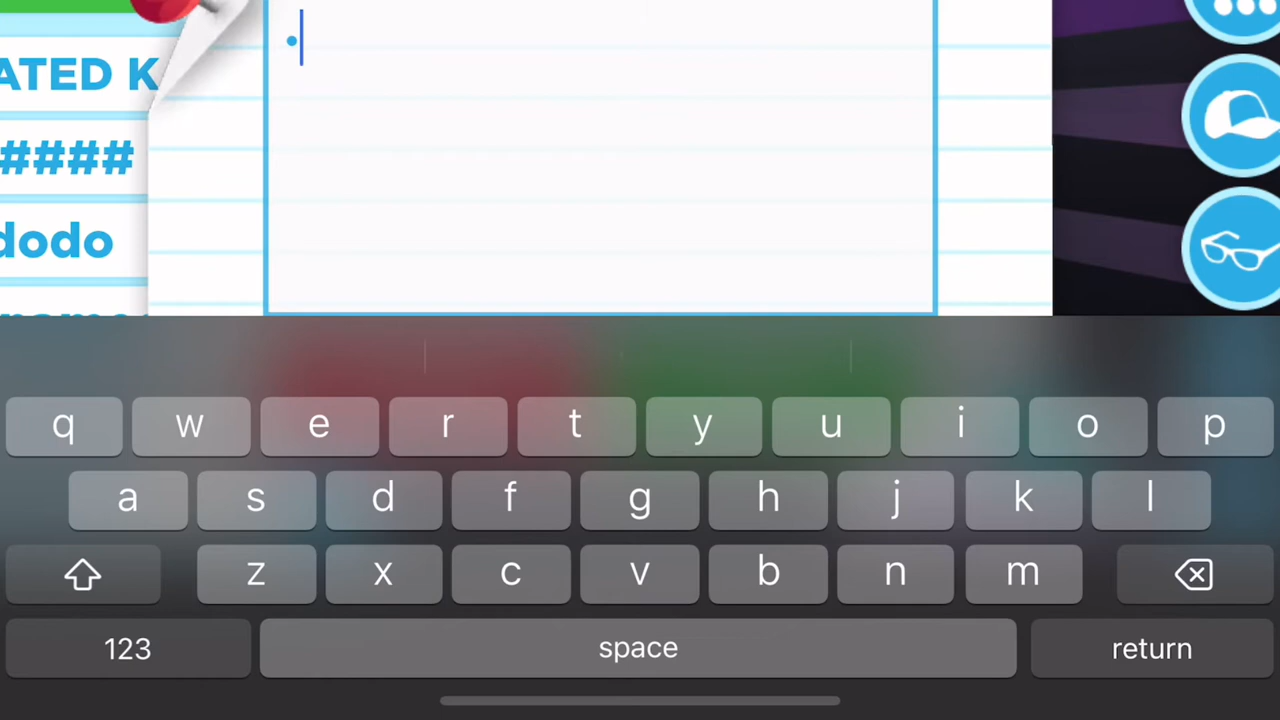 •
ATED K
####
dodo
q w e r t y u i o p
a s d f g h j k l
z x c v b n m
123 space return